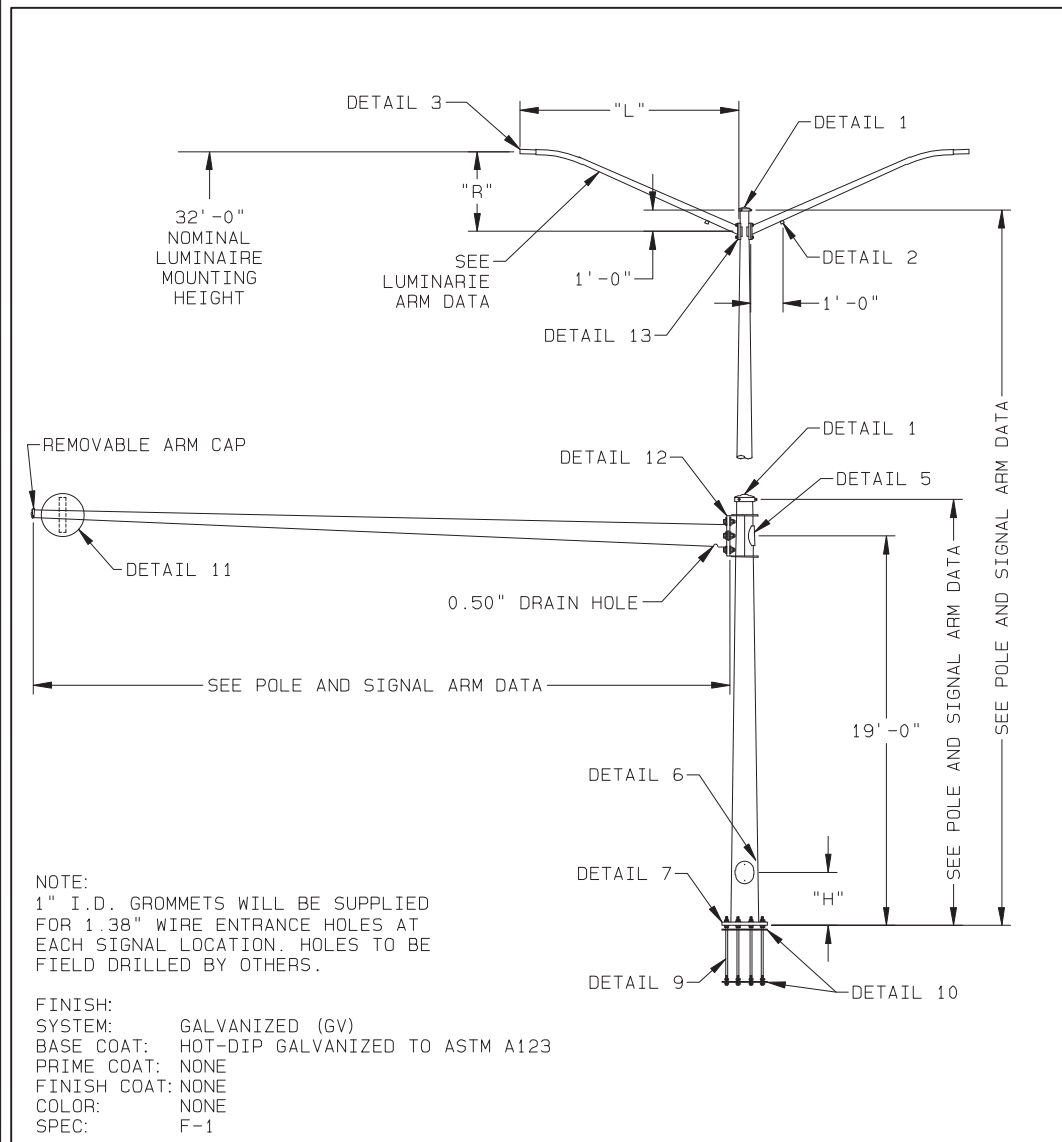 DETAIL 3
"L"
DETAIL 1
"R"
32'-0"
NOMINAL
LUMINAIRE
MOUNTING
HEIGHT
SEE
LUMINARIE
ARM DATA
1'-0"
DETAIL 2
1'-0"
DETAIL 13
REMOVABLE ARM CAP
DETAIL 1
DETAIL 12
DETAIL 5
DETAIL 11
0.50" DRAIN HOLE
SEE POLE AND SIGNAL ARM DATA
SEE POLE AND SIGNAL ARM DATA
SEE POLE AND SIGNAL ARM DATA
19'-0"
DETAIL 6
DETAIL 7
"H"
DETAIL 9
DETAIL 10
NOTE:
1" I.D. GROMMETS WILL BE SUPPLIED
FOR 1.38" WIRE ENTRANCE HOLES AT
EACH SIGNAL LOCATION. HOLES TO BE
FIELD DRILLED BY OTHERS.
FINISH:
SYSTEM: GALVANIZED (GV)
BASE COAT: HOT-DIP GALVANIZED TO ASTM A123
PRIME COAT: NONE
FINISH COAT: NONE
COLOR: NONE
SPEC: F-1